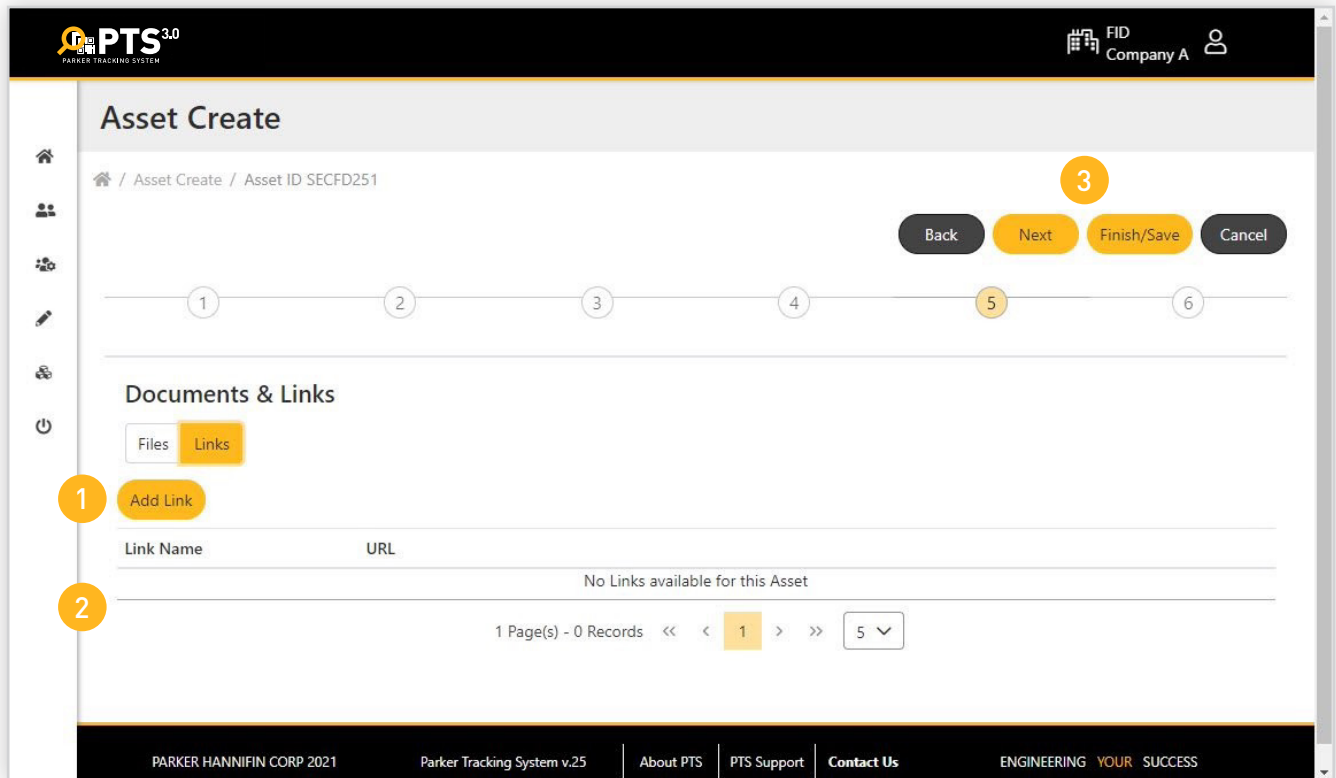 PTS 3.0
PARKER TRACKING SYSTEM
FID
Company A
Asset Create
/ Asset Create / Asset ID SECFD251
3
Back Next Finish/Save Cancel
1 2 3 4 5 6
Documents & Links
Files Links
1 Add Link
Link Name URL
No Links available for this Asset
2
1 Page(s) - 0 Records << < 1 > >> 5
PARKER HANNIFIN CORP 2021 Parker Tracking System v.25 About PTS PTS Support Contact Us ENGINEERING YOUR SUCCESS